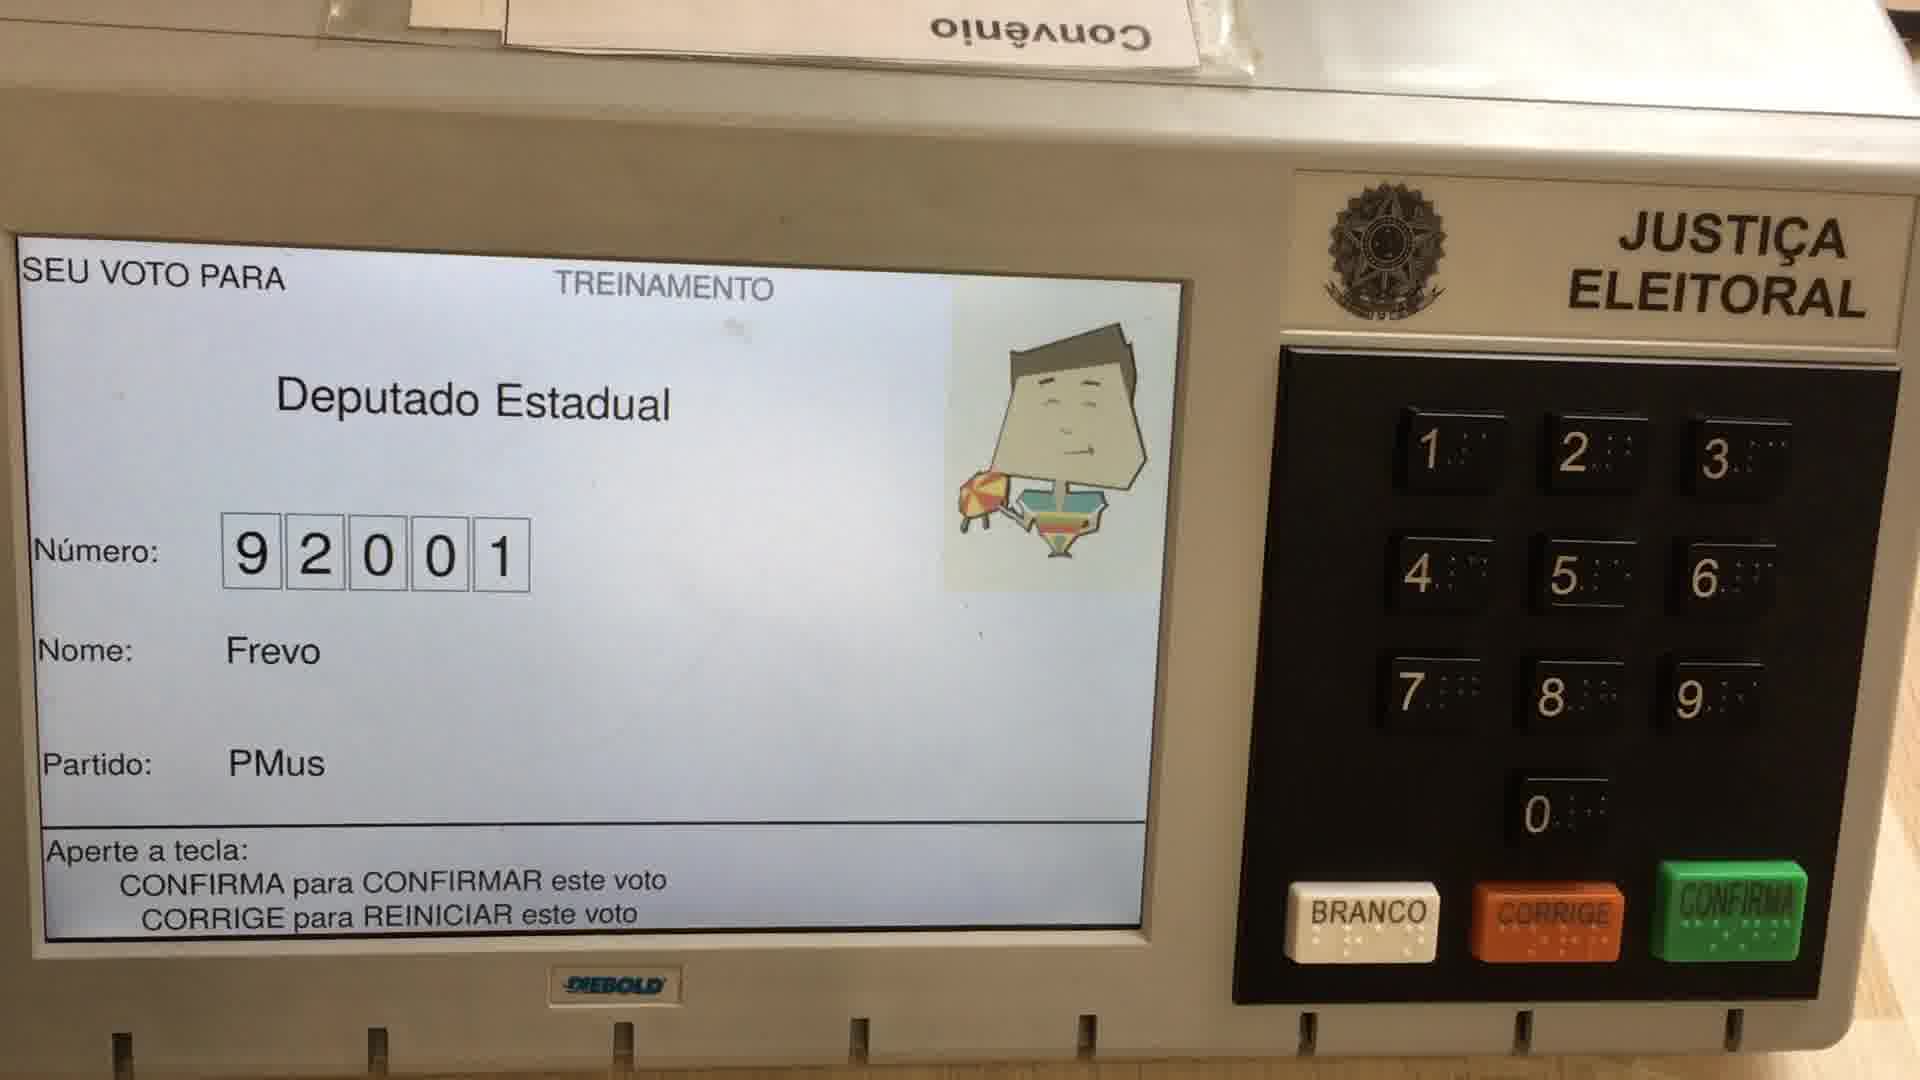 Convênio
JUSTIÇA
ELEITORAL
SEU VOTO PARA
TREINAMENTO
Deputado Estadual
Número: 9 2 0 0 1
Nome: Frevo
Partido: PMus
Aperte a tecla:
CONFIRMA para CONFIRMAR este voto
CORRIGE para REINICIAR este voto
DIEBOLD
1 2 3
4 5 6
7 8 9
0
BRANCO CORRIGE CONFIRMA